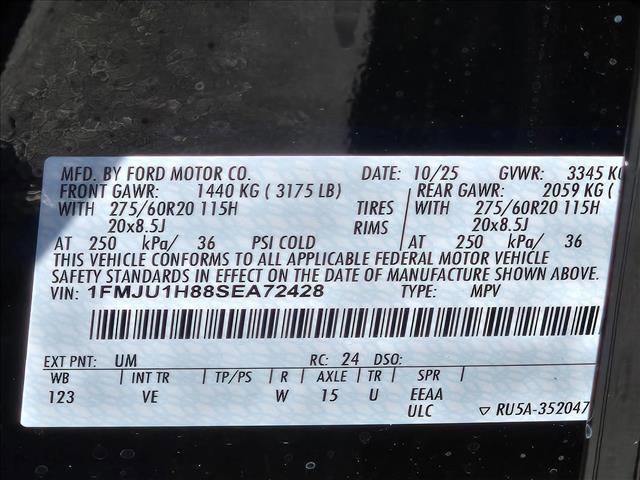 MFD. BY FORD MOTOR CO. DATE: 10/25 GVWR: 3345 KG
FRONT GAWR: 1440 KG ( 3175 LB) REAR GAWR: 2059 KG (
WITH 275/60R20 115H TIRES WITH 275/60R20 115H
20x8.5J RIMS 20x8.5J
AT 250 kPa/ 36 PSI COLD AT 250 kPa/ 36
THIS VEHICLE CONFORMS TO ALL APPLICABLE FEDERAL MOTOR VEHICLE
SAFETY STANDARDS IN EFFECT ON THE DATE OF MANUFACTURE SHOWN ABOVE.
VIN: 1FMJU1H88SEA72428 TYPE: MPV
EXT PNT: UM RC: 24 DSO:
WB INT TR TP/PS R AXLE TR SPR
123 VE W 15 U EEAA
ULC ▽ RU5A-352047